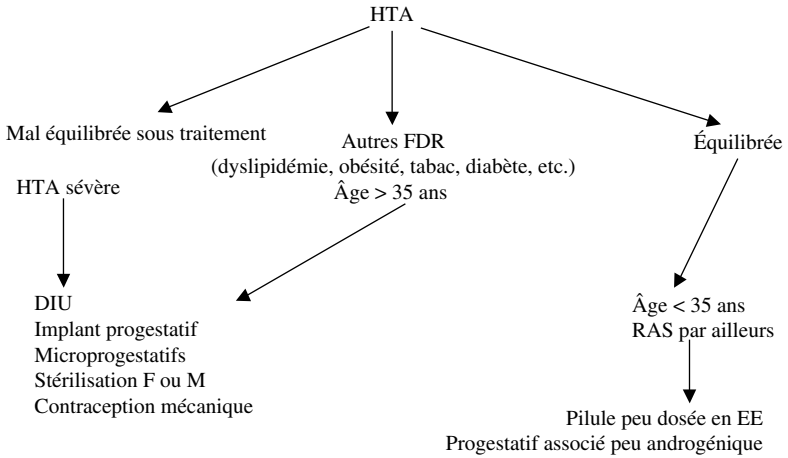 HTA
Mal équilibrée sous traitement
HTA sévère
Autres FDR
(dyslipidémie, obésité, tabac, diabète, etc.)
Âge > 35 ans
Équilibrée
DIU
Implant progestatif
Microprogestatifs
Stérilisation F ou M
Contraception mécanique
Âge < 35 ans
RAS par ailleurs
Pilule peu dosée en EE
Progestatif associé peu androgénique